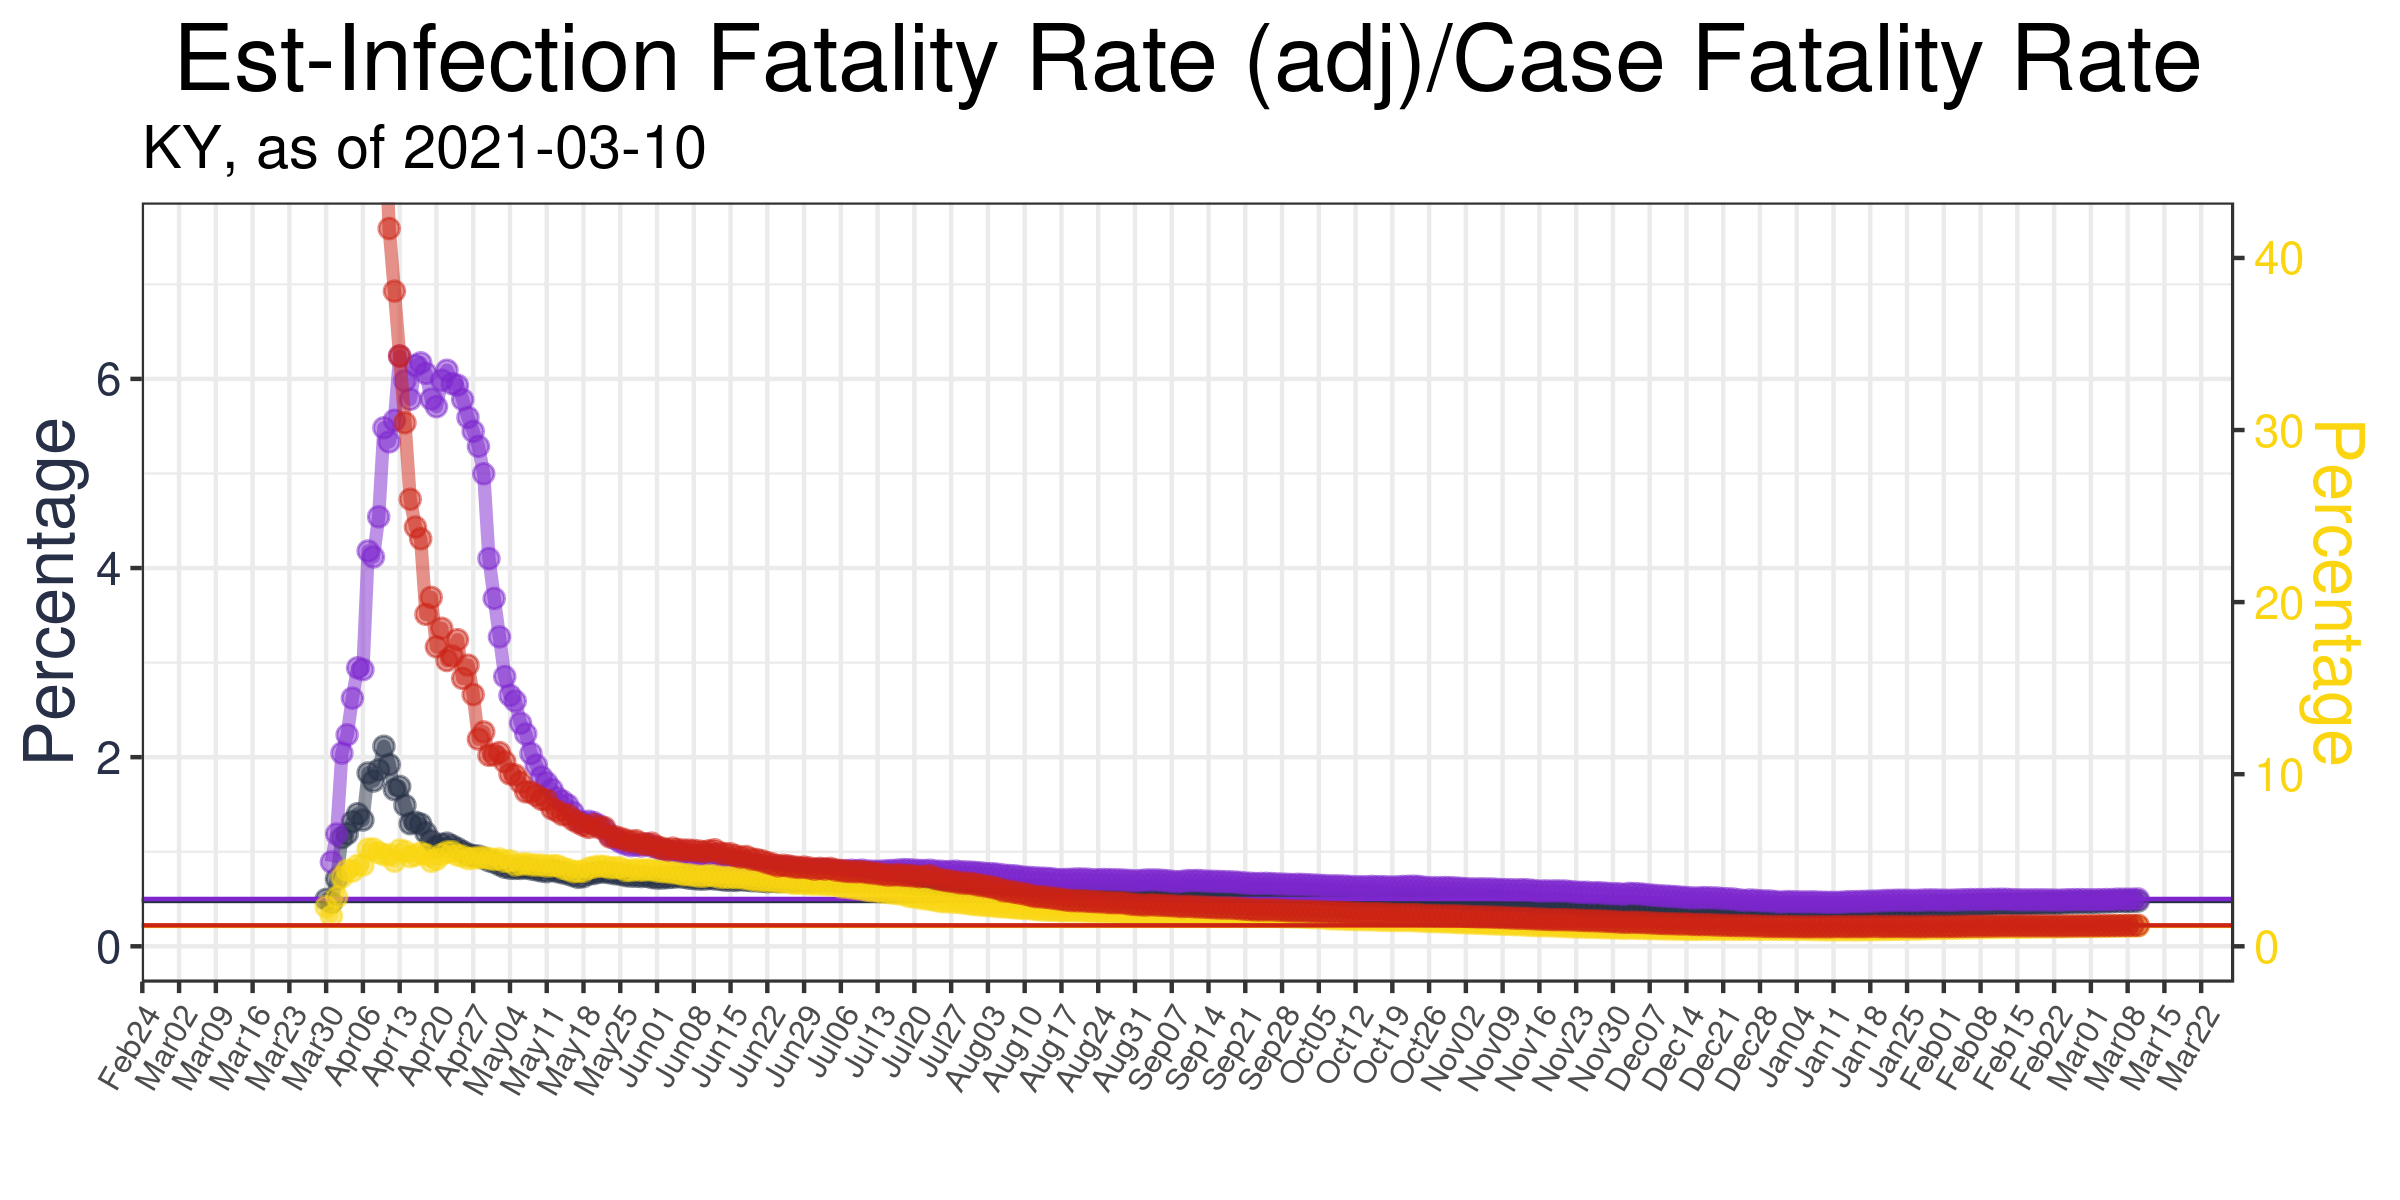 Est-Infection Fatality Rate (adj)/Case Fatality Rate
KY, as of 2021-03-10
Percentage
6
4
2
0
40
30
20
10
0
Percentage
Feb24
Mar02
Mar09
Mar16
Mar23
Mar30
Apr06
Apr13
Apr20
Apr27
May04
May11
May18
May25
Jun01
Jun08
Jun15
Jun22
Jun29
Jul06
Jul13
Jul20
Jul27
Aug03
Aug10
Aug17
Aug24
Aug31
Sep07
Sep14
Sep21
Sep28
Oct05
Oct12
Oct19
Oct26
Nov02
Nov09
Nov16
Nov23
Nov30
Dec07
Dec14
Dec21
Dec28
Jan04
Jan11
Jan18
Jan25
Feb01
Feb08
Feb15
Feb22
Mar01
Mar08
Mar15
Mar22